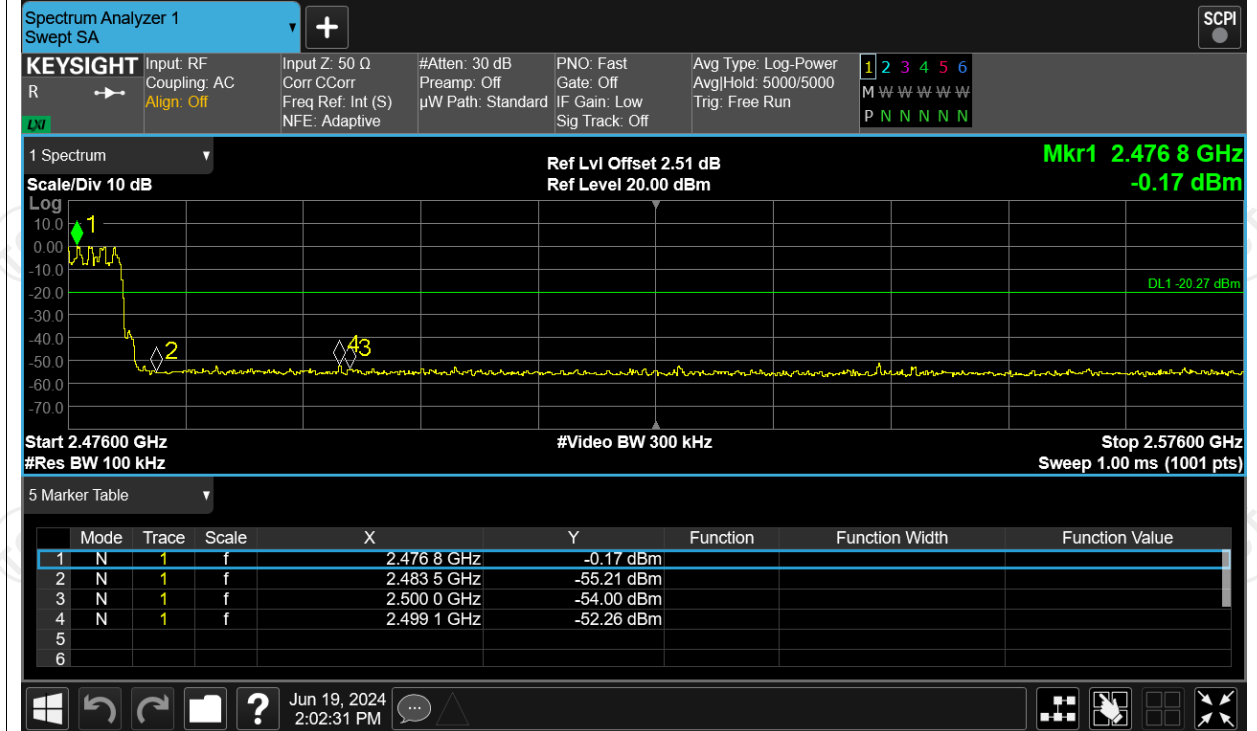 Spectrum Analyzer 1
Swept SA
+
SCPI
KEYSIGHT
R
LXI
Input: RF
Coupling: AC
Align: Off
Input Z: 50 Ω
Corr CCorr
Freq Ref: Int (S)
NFE: Adaptive
#Atten: 30 dB
Preamp: Off
µW Path: Standard
PNO: Fast
Gate: Off
IF Gain: Low
Sig Track: Off
Avg Type: Log-Power
Avg|Hold: 5000/5000
Trig: Free Run
1 2 3 4 5 6
M W W W W W
P N N N N N
1 Spectrum
Scale/Div 10 dB
Ref Lvl Offset 2.51 dB
Ref Level 20.00 dBm
Mkr1 2.476 8 GHz
-0.17 dBm
Log
10.0
0.00
-10.0
-20.0
-30.0
-40.0
-50.0
-60.0
-70.0
1
2
43
DL1 -20.27 dBm
Start 2.47600 GHz
#Video BW 300 kHz
Stop 2.57600 GHz
#Res BW 100 kHz
Sweep 1.00 ms (1001 pts)
5 Marker Table
Mode Trace Scale X Y Function Function Width Function Value
1 N 1 f 2.476 8 GHz -0.17 dBm
2 N 1 f 2.483 5 GHz -55.21 dBm
3 N 1 f 2.500 0 GHz -54.00 dBm
4 N 1 f 2.499 1 GHz -52.26 dBm
5
6
?
Jun 19, 2024
2:02:31 PM